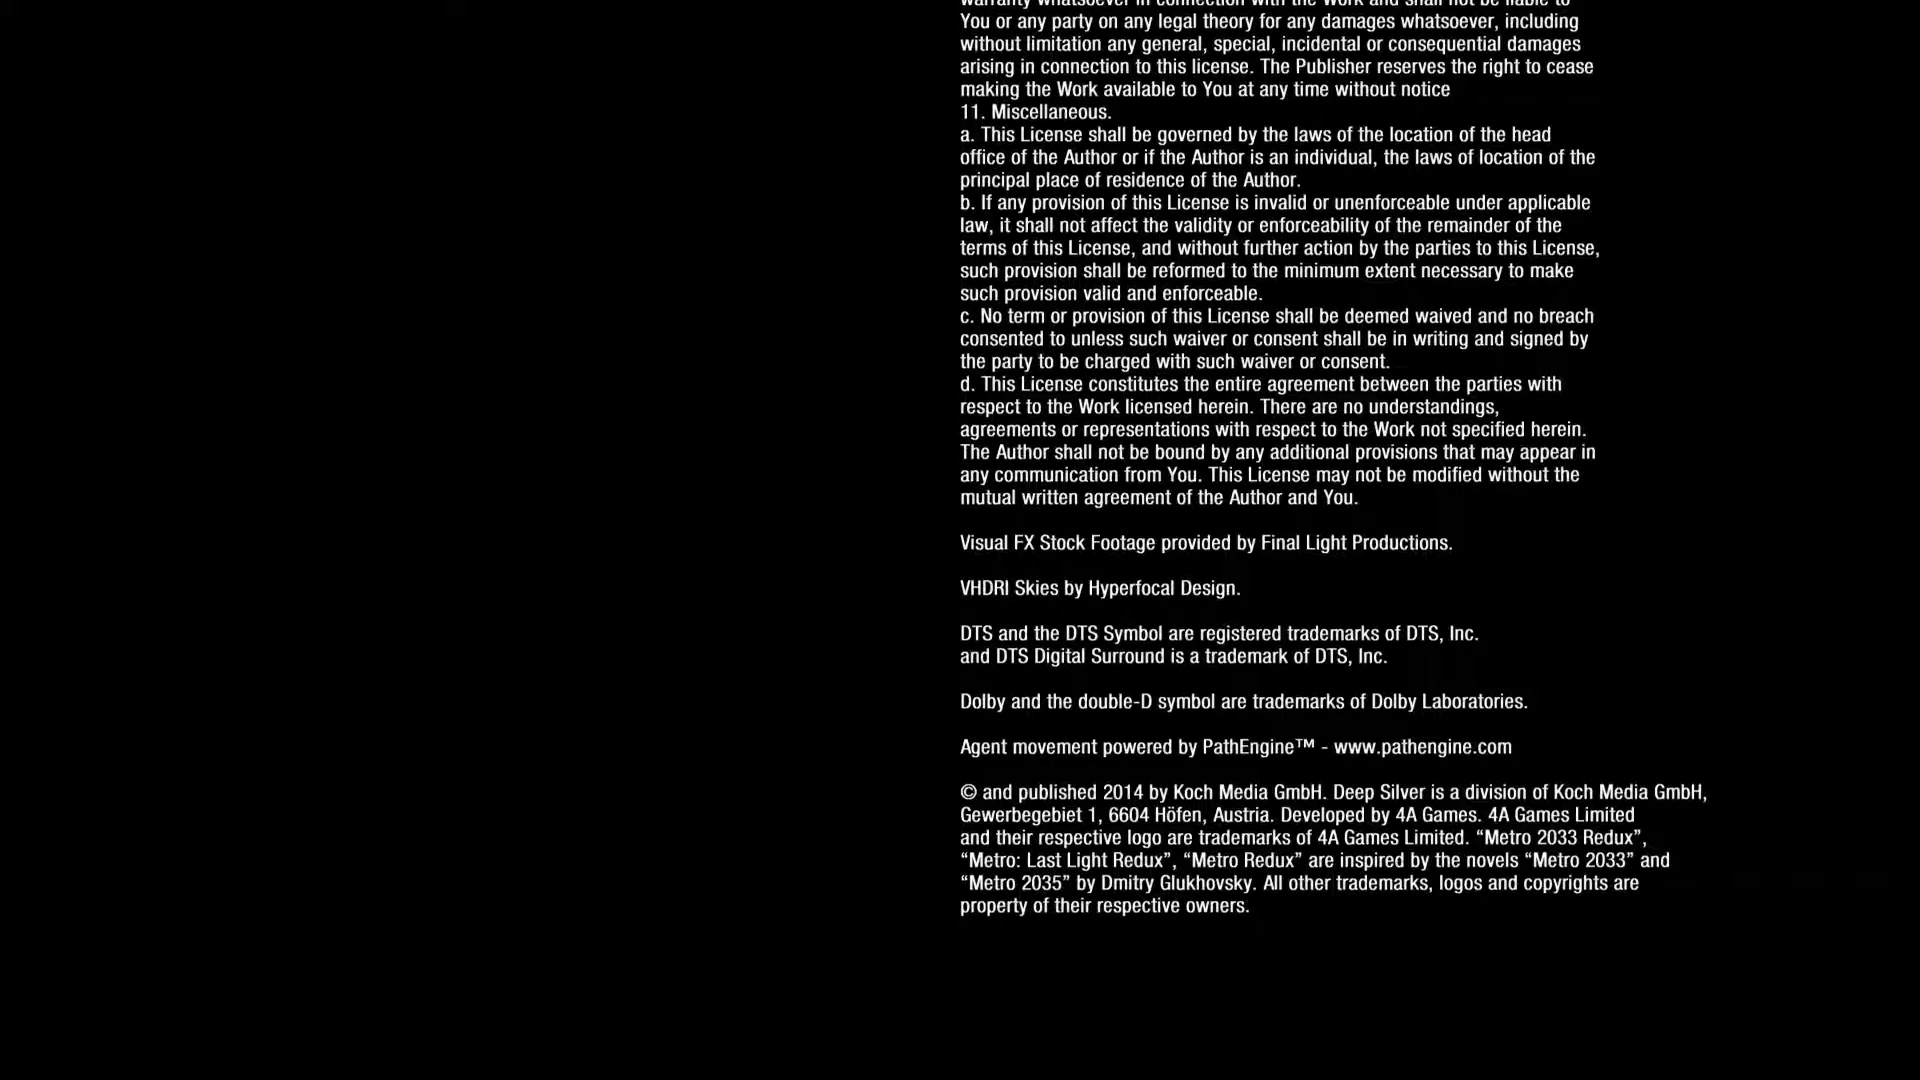 warranty whatsoever in connection with the Work and shall not be liable to
You or any party on any legal theory for any damages whatsoever, including
without limitation any general, special, incidental or consequential damages
arising in connection to this license. The Publisher reserves the right to cease
making the Work available to You at any time without notice
11. Miscellaneous.
a. This License shall be governed by the laws of the location of the head
office of the Author or if the Author is an individual, the laws of location of the
principal place of residence of the Author.
b. If any provision of this License is invalid or unenforceable under applicable
law, it shall not affect the validity or enforceability of the remainder of the
terms of this License, and without further action by the parties to this License,
such provision shall be reformed to the minimum extent necessary to make
such provision valid and enforceable.
c. No term or provision of this License shall be deemed waived and no breach
consented to unless such waiver or consent shall be in writing and signed by
the party to be charged with such waiver or consent.
d. This License constitutes the entire agreement between the parties with
respect to the Work licensed herein. There are no understandings,
agreements or representations with respect to the Work not specified herein.
The Author shall not be bound by any additional provisions that may appear in
any communication from You. This License may not be modified without the
mutual written agreement of the Author and You.
Visual FX Stock Footage provided by Final Light Productions.
VHDRI Skies by Hyperfocal Design.
DTS and the DTS Symbol are registered trademarks of DTS, Inc.
and DTS Digital Surround is a trademark of DTS, Inc.
Dolby and the double-D symbol are trademarks of Dolby Laboratories.
Agent movement powered by PathEngine™ - www.pathengine.com
© and published 2014 by Koch Media GmbH. Deep Silver is a division of Koch Media GmbH,
Gewerbegebiet 1, 6604 Höfen, Austria. Developed by 4A Games. 4A Games Limited
and their respective logo are trademarks of 4A Games Limited. “Metro 2033 Redux”,
“Metro: Last Light Redux”, “Metro Redux” are inspired by the novels “Metro 2033” and
“Metro 2035” by Dmitry Glukhovsky. All other trademarks, logos and copyrights are
property of their respective owners.